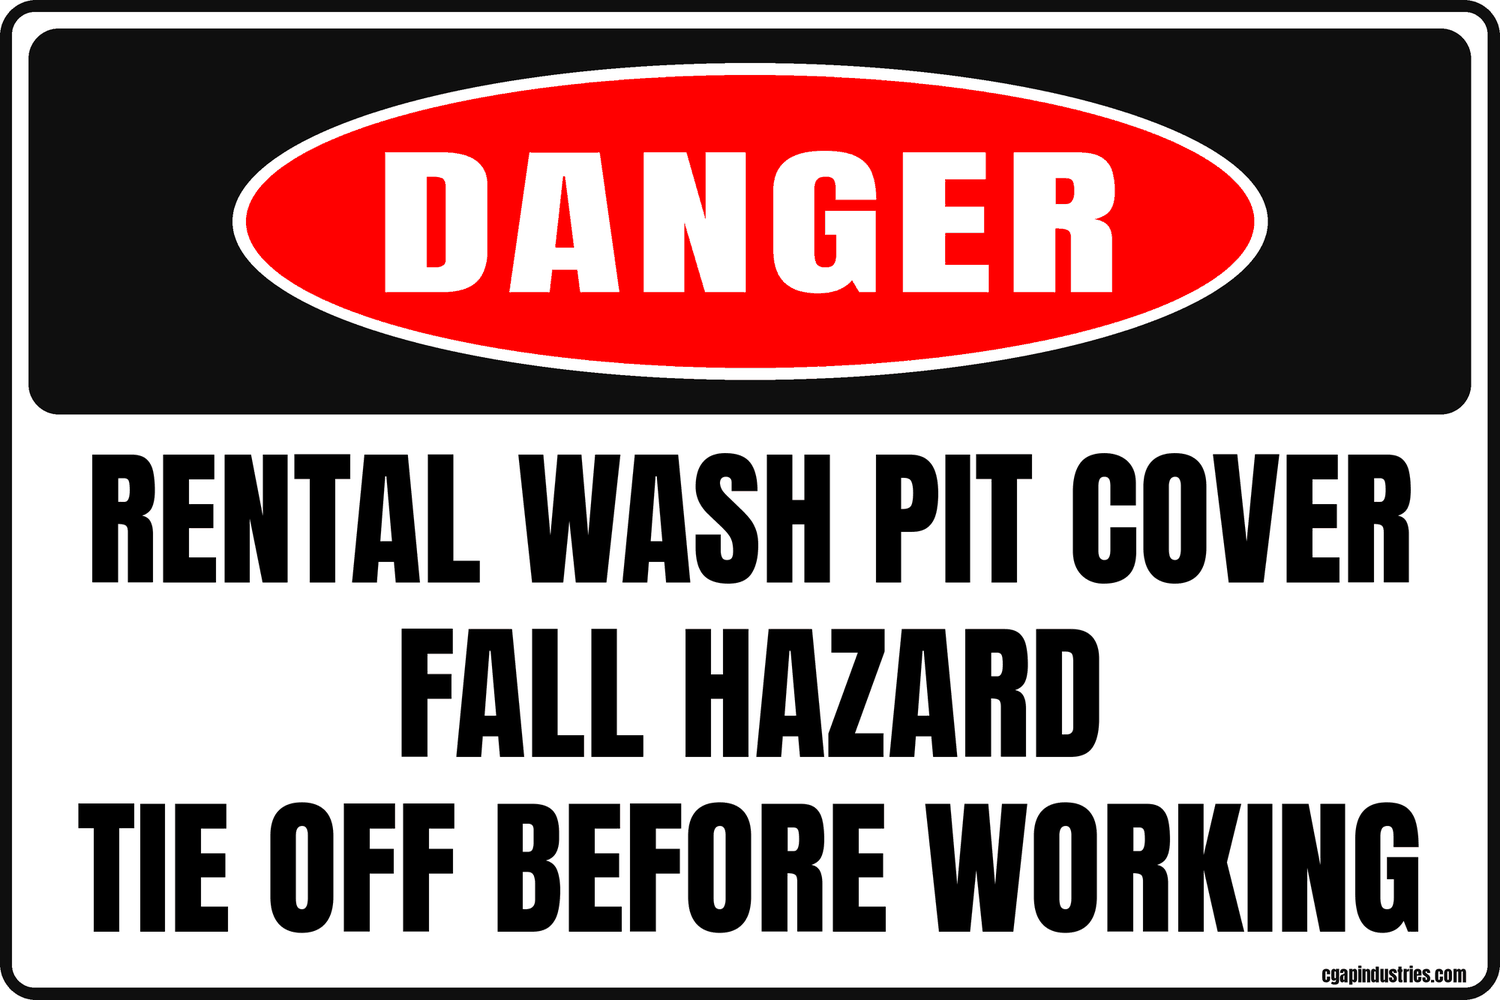 DANGER
RENTAL WASH PIT COVER
FALL HAZARD
TIE OFF BEFORE WORKING
cgapindustries.com